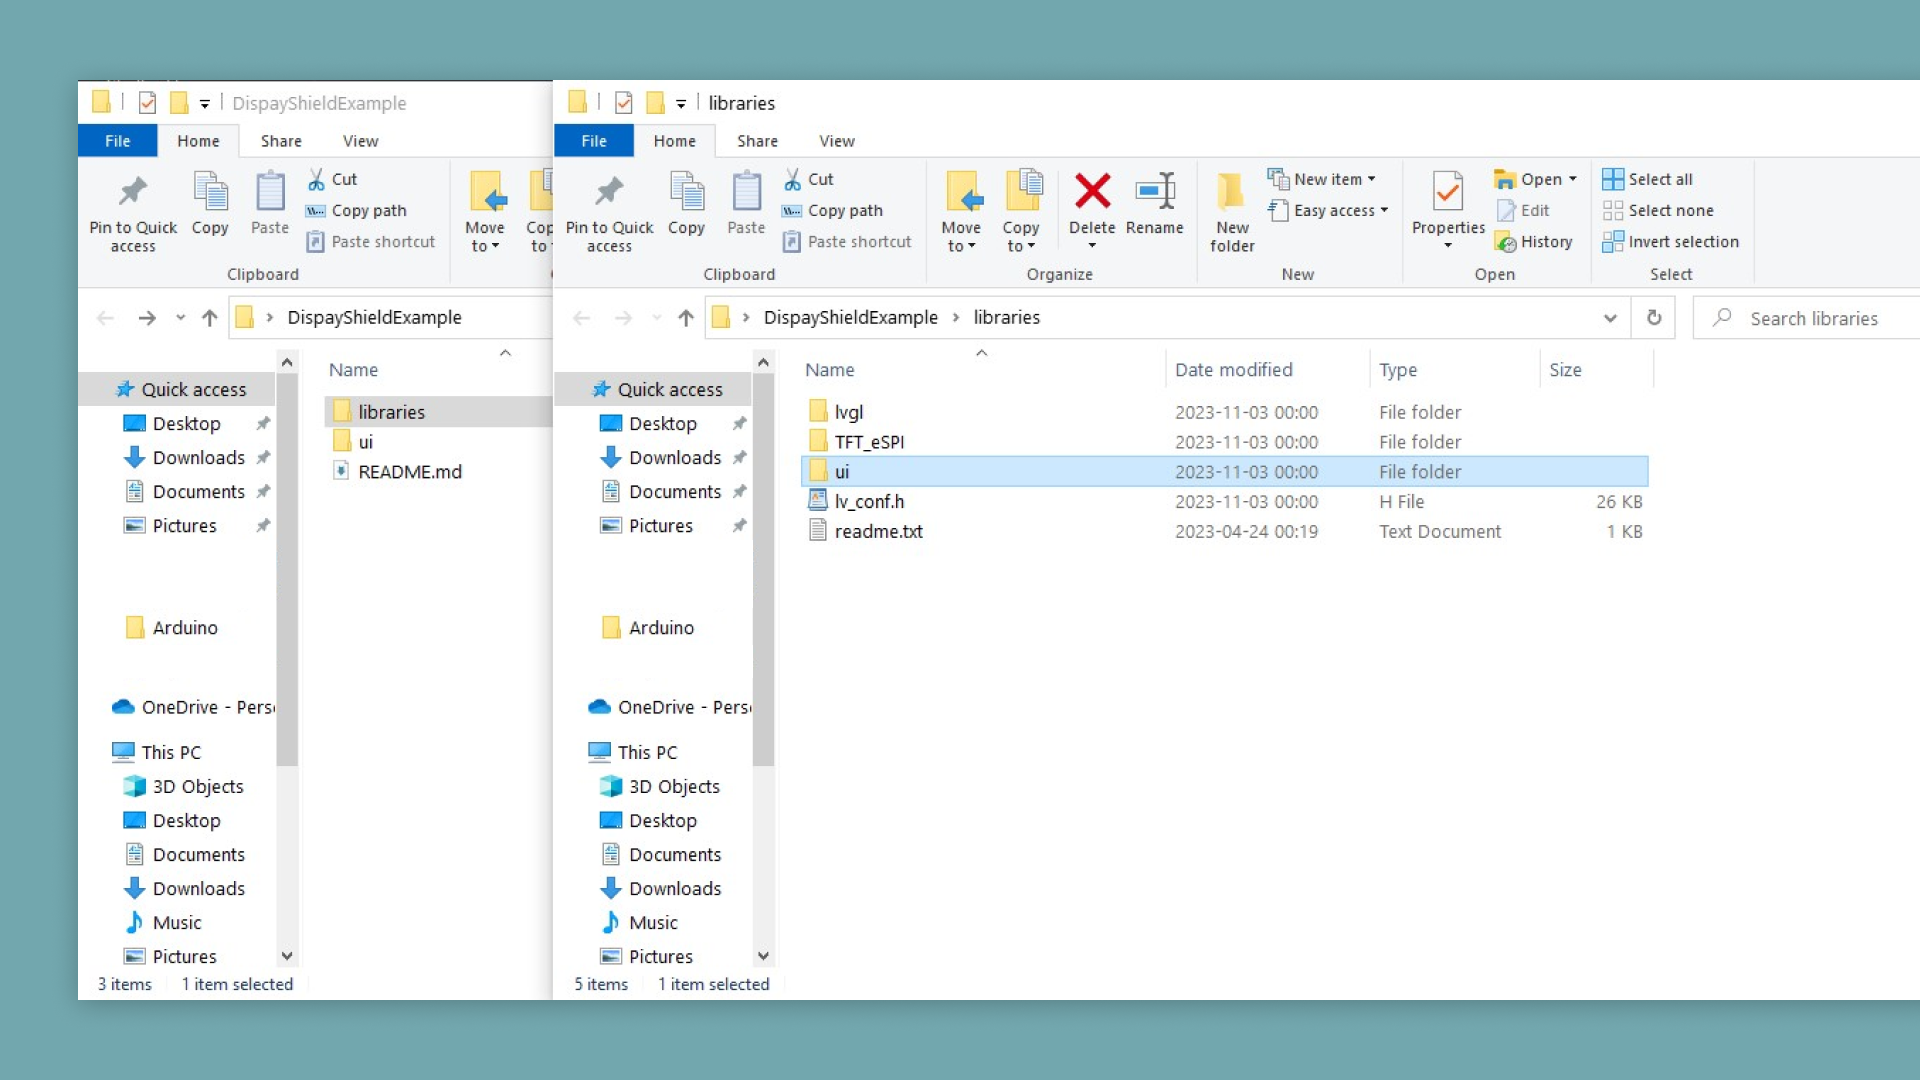 DispayShieldExample
File Home Share View
Pin to Quick access
Copy
Paste
Cut
Copy path
Paste shortcut
Clipboard
Move to
DispayShieldExample
Name
libraries
ui
README.md
Quick access
Desktop
Downloads
Documents
Pictures
Arduino
OneDrive - Pers
This PC
3D Objects
Desktop
Documents
Downloads
Music
Pictures
3 items 1 item selected
libraries
File Home Share View
Pin to Quick access
Copy
Paste
Cut
Copy path
Paste shortcut
Clipboard
Move to
Copy to
Delete
Rename
Organize
New folder
New item
Easy access
New
Properties
Open
Edit
History
Open
Select all
Select none
Invert selection
Select
DispayShieldExample libraries
Search libraries
Name Date modified Type Size
lvgl 2023-11-03 00:00 File folder
TFT_eSPI 2023-11-03 00:00 File folder
ui 2023-11-03 00:00 File folder
lv_conf.h 2023-11-03 00:00 H File 26 KB
readme.txt 2023-04-24 00:19 Text Document 1 KB
Quick access
Desktop
Downloads
Documents
Pictures
Arduino
OneDrive - Pers
This PC
3D Objects
Desktop
Documents
Downloads
Music
Pictures
5 items 1 item selected